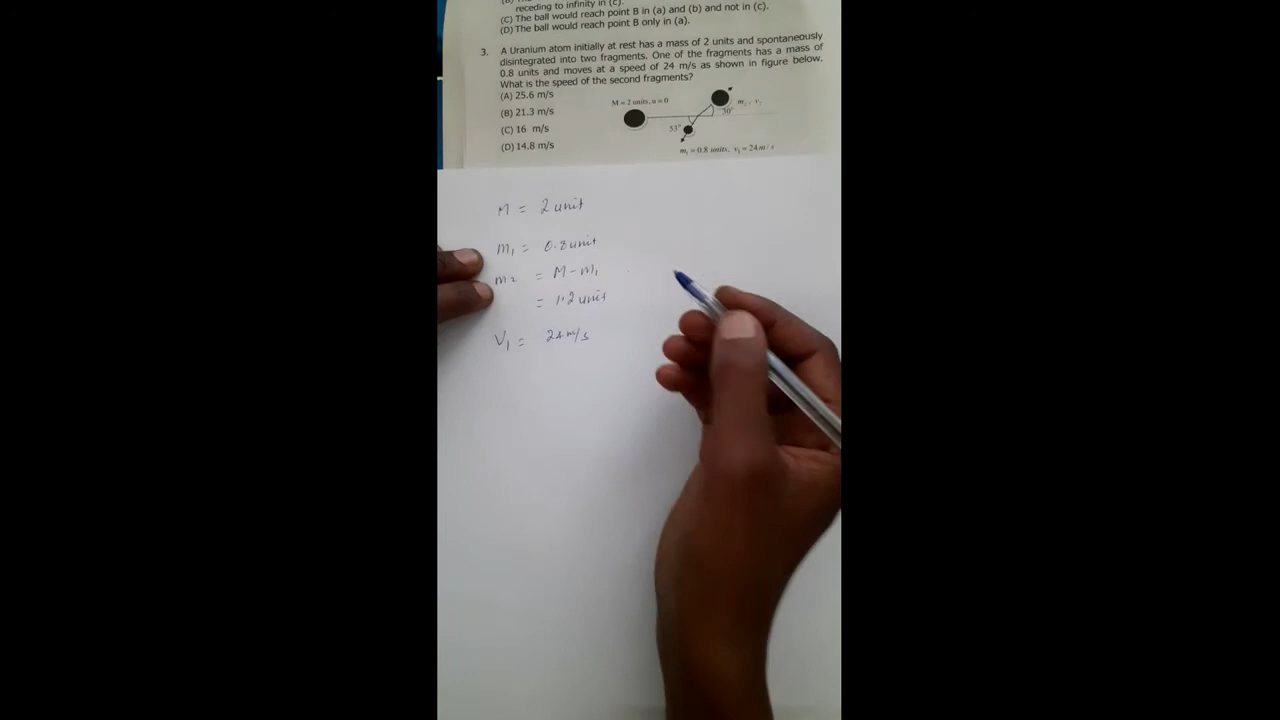 receding to infinity in (c).
(C) The ball would reach point B in (a) and (b) and not in (c).
(D) The ball would reach point B only in (a).
3. A Uranium atom initially at rest has a mass of 2 units and spontaneously
disintegrated into two fragments. One of the fragments has a mass of
0.8 units and moves at a speed of 24 m/s as shown in figure below.
What is the speed of the second fragments?
(A) 25.6 m/s
(B) 21.3 m/s
(C) 16 m/s
(D) 14.8 m/s
M = 2 units, u = 0
m₂, v₂
30°
53°
m₁ = 0.8 units, v₁ = 24 m/s
M = 2 unit
m₁ = 0.8 unit
m₂ = M - m₁
= 1.2 unit
V₁ = 24 m/s